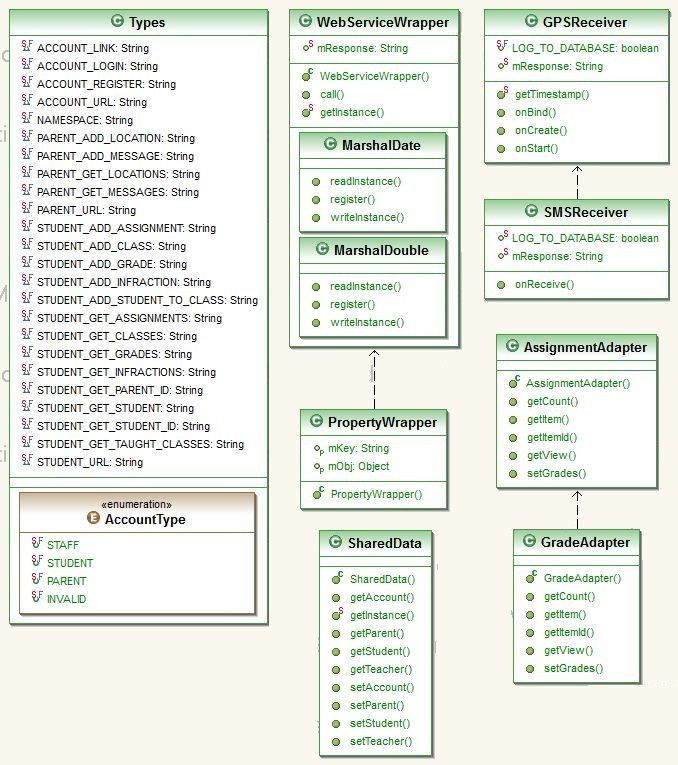 Types
ACCOUNT_LINK: String
ACCOUNT_LOGIN: String
ACCOUNT_REGISTER: String
ACCOUNT_URL: String
NAMESPACE: String
PARENT_ADD_LOCATION: String
PARENT_ADD_MESSAGE: String
PARENT_GET_LOCATIONS: String
PARENT_GET_MESSAGES: String
PARENT_URL: String
STUDENT_ADD_ASSIGNMENT: String
STUDENT_ADD_CLASS: String
STUDENT_ADD_GRADE: String
STUDENT_ADD_INFRACTION: String
STUDENT_ADD_STUDENT_TO_CLASS: String
STUDENT_GET_ASSIGNMENTS: String
STUDENT_GET_CLASSES: String
STUDENT_GET_GRADES: String
STUDENT_GET_INFRACTIONS: String
STUDENT_GET_PARENT_ID: String
STUDENT_GET_STUDENT: String
STUDENT_GET_STUDENT_ID: String
STUDENT_GET_TAUGHT_CLASSES: String
STUDENT_URL: String
«enumeration»
AccountType
STAFF
STUDENT
PARENT
INVALID
WebServiceWrapper
mResponse: String
WebServiceWrapper()
call()
getInstance()
MarshalDate
readInstance()
register()
writeInstance()
MarshalDouble
readInstance()
register()
writeInstance()
PropertyWrapper
mKey: String
mObj: Object
PropertyWrapper()
SharedData
SharedData()
getAccount()
getInstance()
getParent()
getStudent()
getTeacher()
setAccount()
setParent()
setStudent()
setTeacher()
GPSReceiver
LOG_TO_DATABASE: boolean
mResponse: String
getTimestamp()
onBind()
onCreate()
onStart()
SMSReceiver
LOG_TO_DATABASE: boolean
mResponse: String
onReceive()
AssignmentAdapter
AssignmentAdapter()
getCount()
getItem()
getItemId()
getView()
setGrades()
GradeAdapter
GradeAdapter()
getCount()
getItem()
getItemId()
getView()
setGrades()